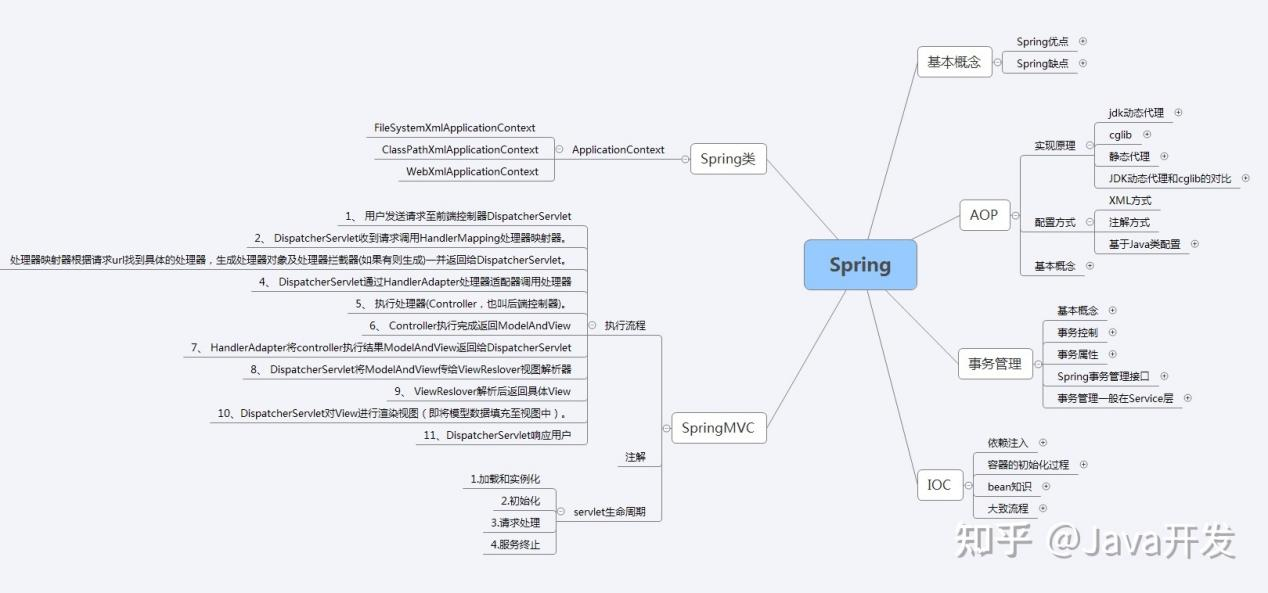 Spring
基本概念
Spring优点
Spring缺点
AOP
实现原理
jdk动态代理
cglib
静态代理
JDK动态代理和cglib的对比
配置方式
XML方式
注解方式
基于Java类配置
基本概念
事务管理
基本概念
事务控制
事务属性
Spring事务管理接口
事务管理一般在Service层
IOC
依赖注入
容器的初始化过程
bean知识
大致流程
Spring类
ApplicationContext
FileSystemXmlApplicationContext
ClassPathXmlApplicationContext
WebXmlApplicationContext
SpringMVC
执行流程
1、 用户发送请求至前端控制器DispatcherServlet
2、 DispatcherServlet收到请求调用HandlerMapping处理器映射器。
处理器映射器根据请求url找到具体的处理器，生成处理器对象及处理器拦截器(如果有则生成)一并返回给DispatcherServlet。
4、 DispatcherServlet通过HandlerAdapter处理器适配器调用处理器
5、 执行处理器(Controller，也叫后端控制器)。
6、 Controller执行完成返回ModelAndView
7、 HandlerAdapter将controller执行结果ModelAndView返回给DispatcherServlet
8、 DispatcherServlet将ModelAndView传给ViewReslover视图解析器
9、 ViewReslover解析后返回具体View
10、DispatcherServlet对View进行渲染视图（即将模型数据填充至视图中）。
11、DispatcherServlet响应用户
注解
servlet生命周期
1.加载和实例化
2.初始化
3.请求处理
4.服务终止
知乎 @Java开发